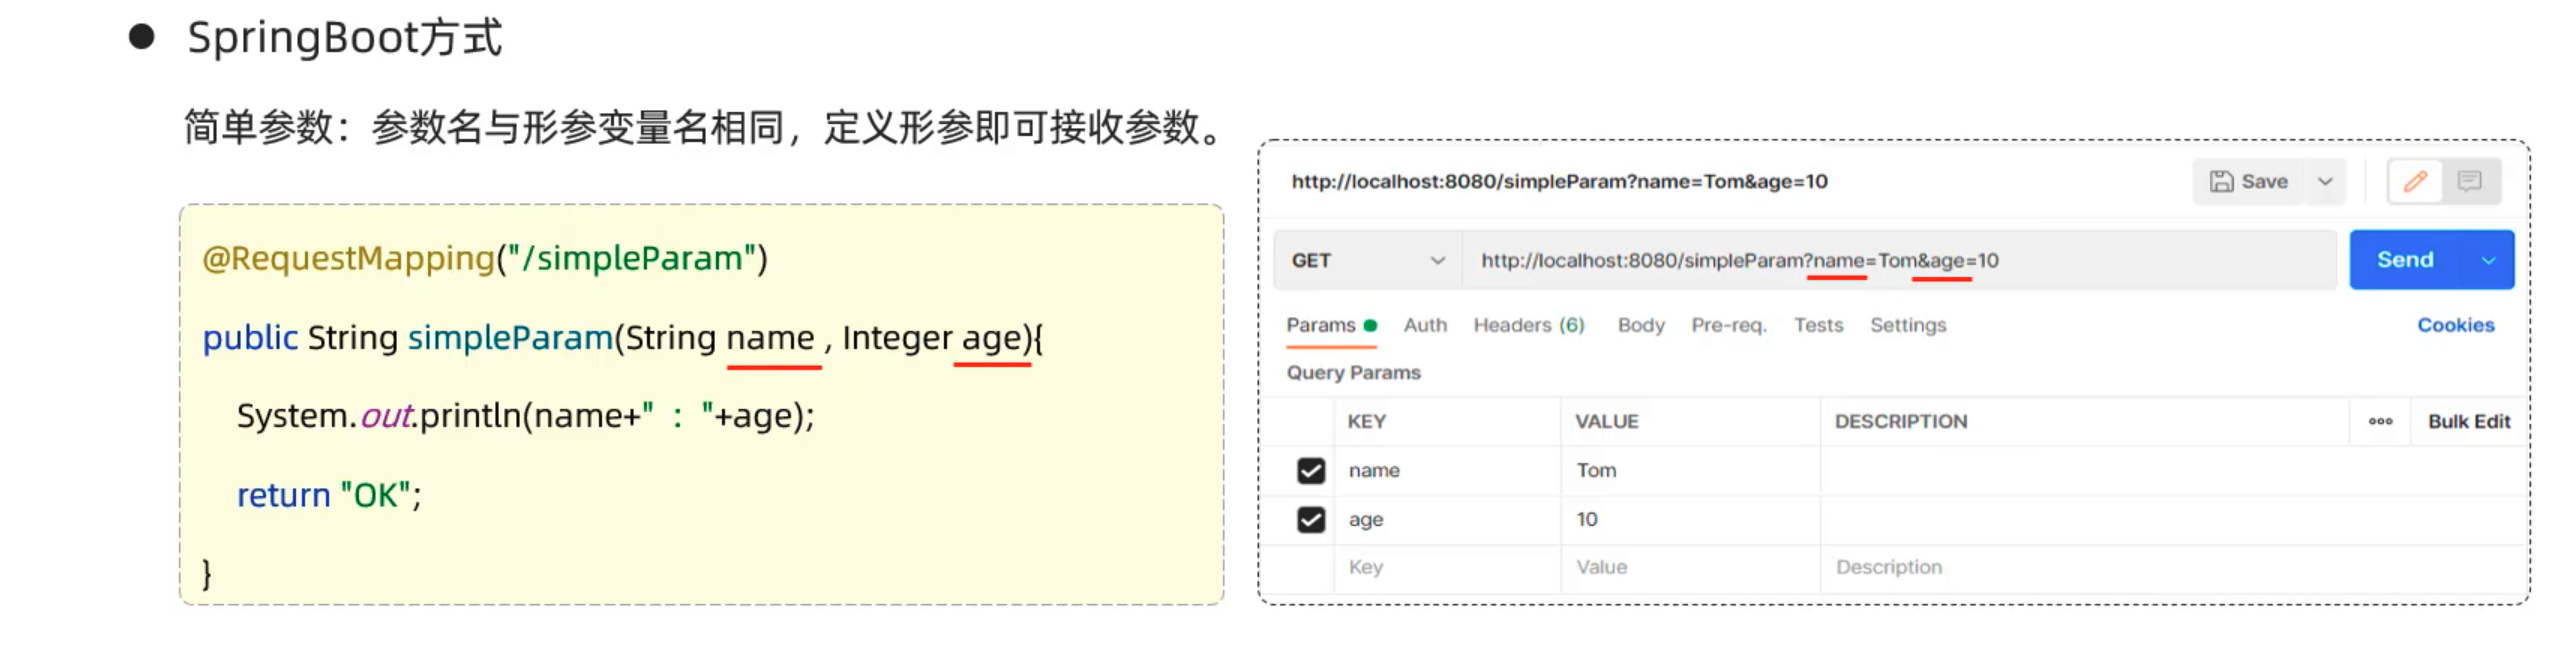 ● SpringBoot方式
简单参数：参数名与形参变量名相同，定义形参即可接收参数。
@RequestMapping("/simpleParam")
public String simpleParam(String name , Integer age){
System.out.println(name+" : "+age);
return "OK";
}
http://localhost:8080/simpleParam?name=Tom&age=10 Save
GET http://localhost:8080/simpleParam?name=Tom&age=10 Send
Params Auth Headers (6) Body Pre-req. Tests Settings Cookies
Query Params
KEY VALUE DESCRIPTION ooo Bulk Edit
name Tom
age 10
Key Value Description